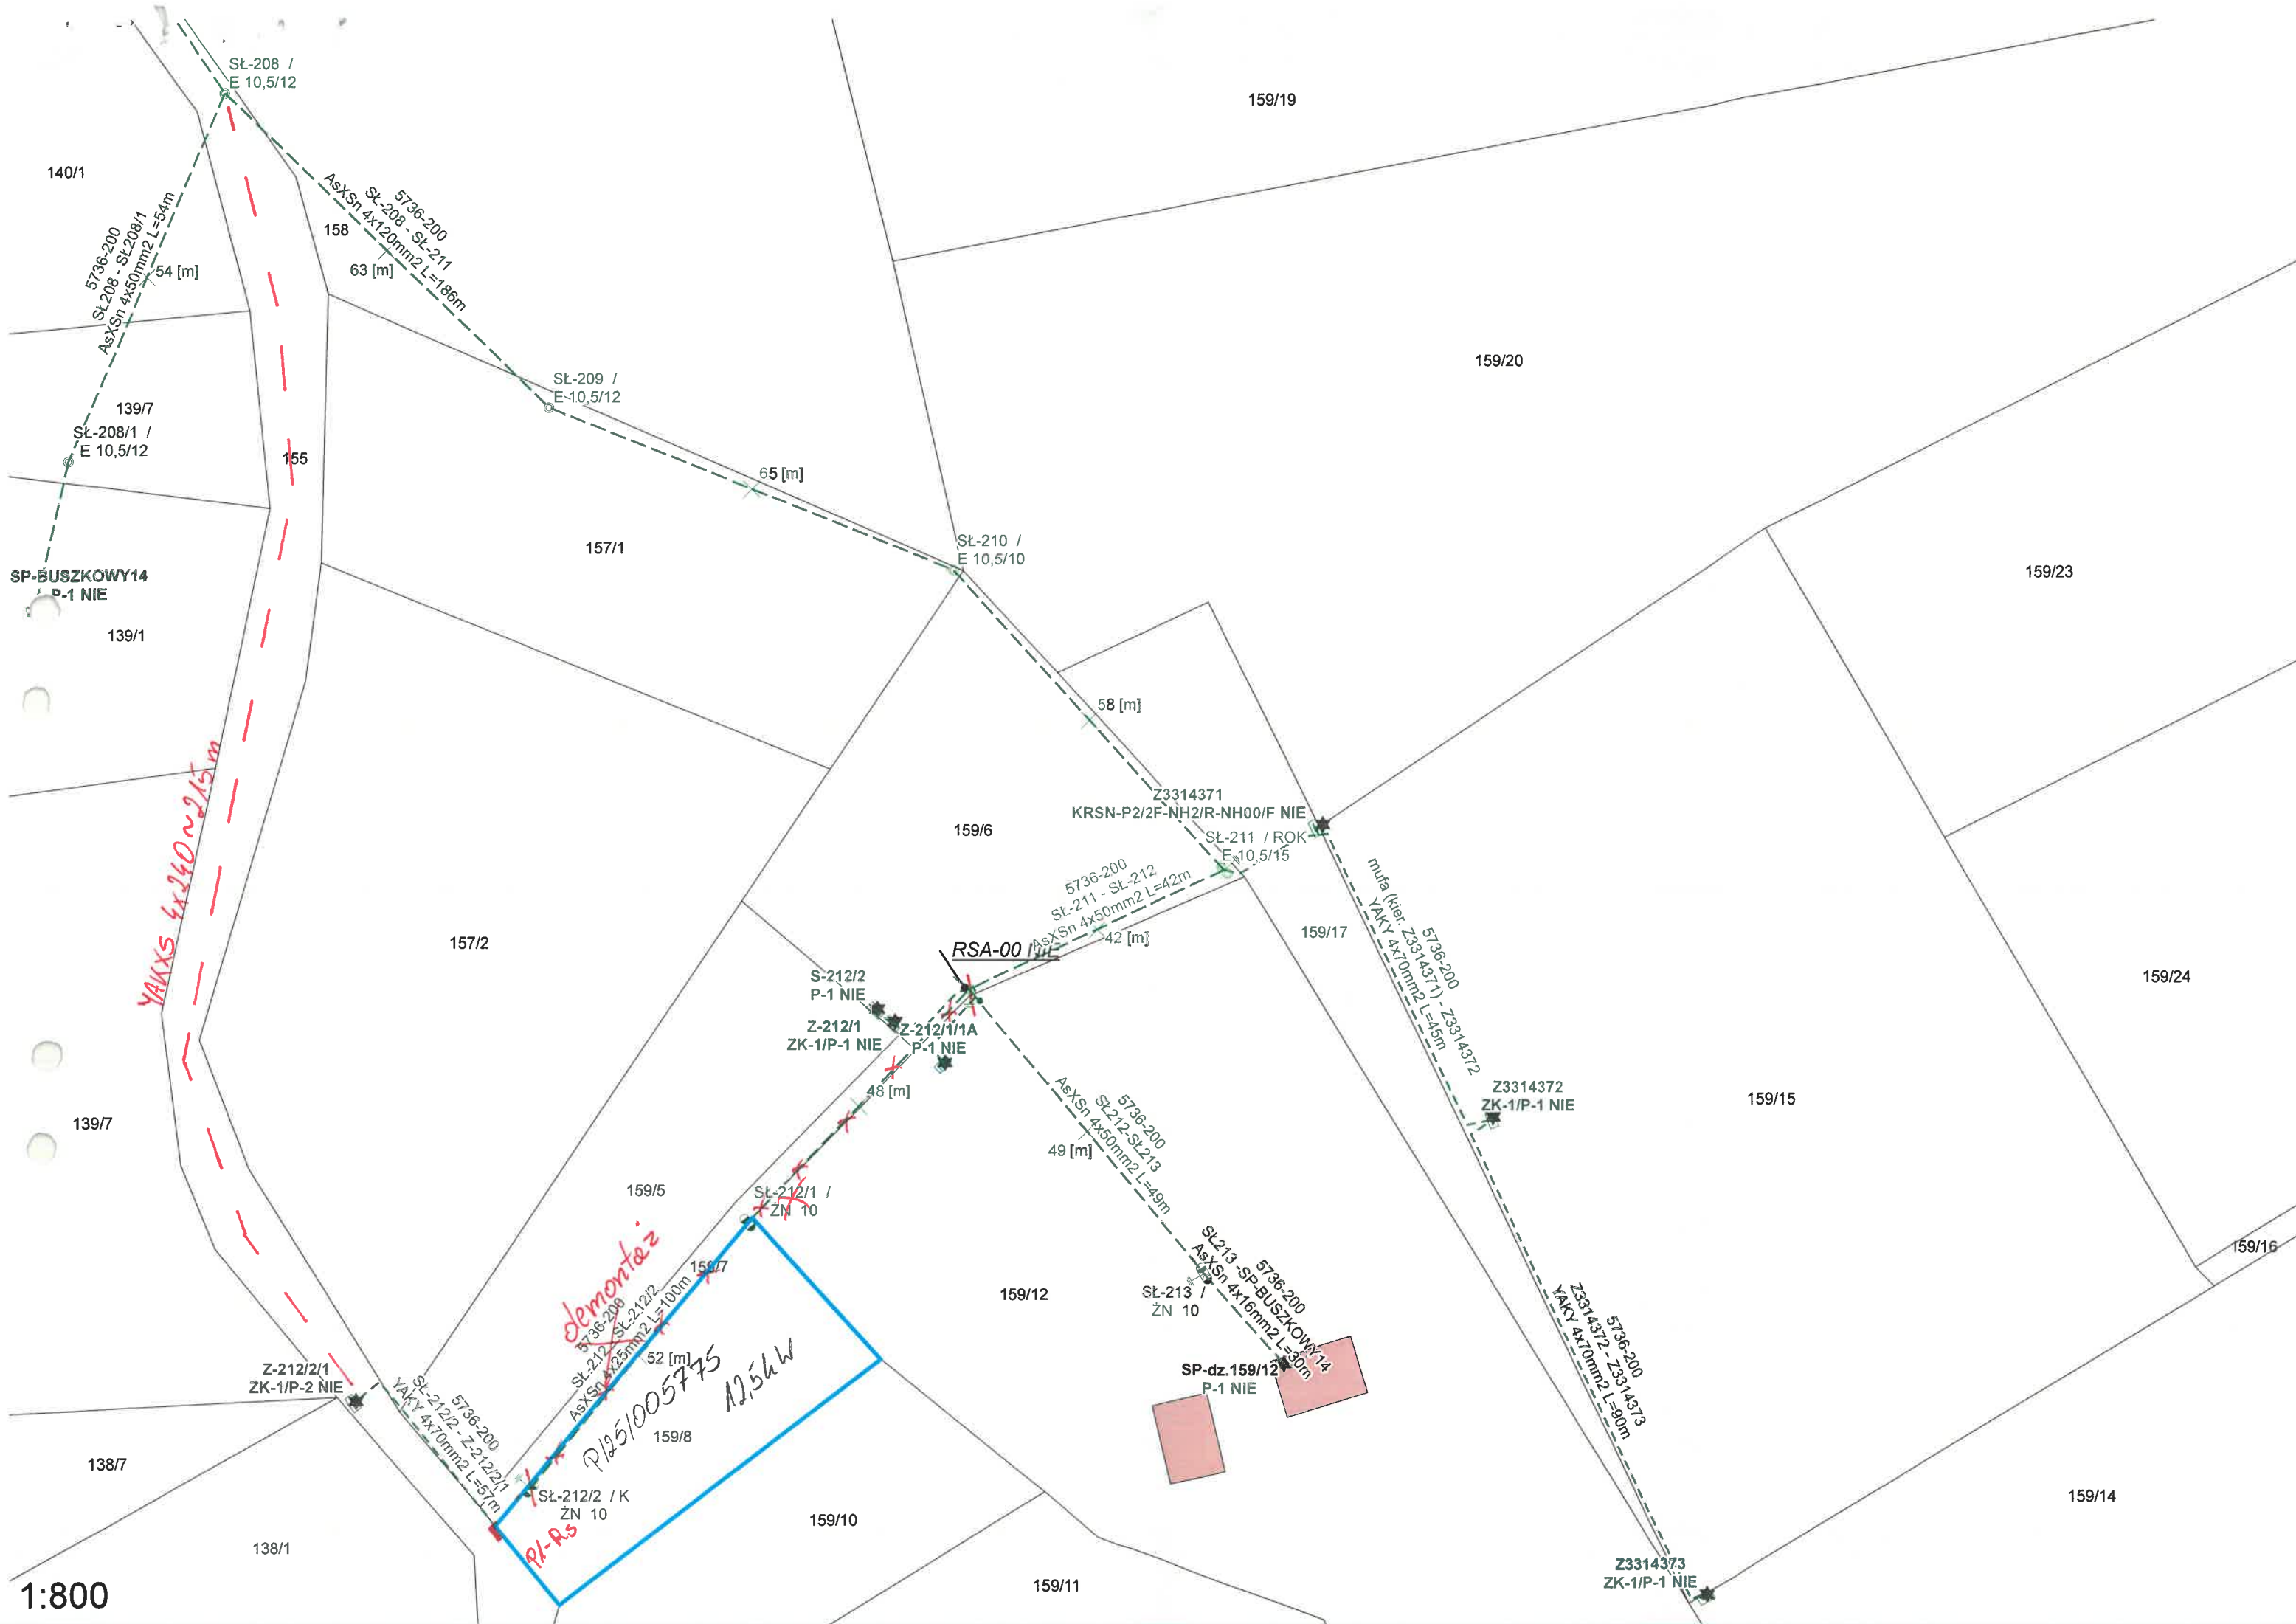 SŁ-208 /
E 10,5/12
159/19
140/1
5736-200
SŁ208 - SŁ208/1
AsXSn 4x50mm2 L=54m
54 [m]
158
5736-200
SŁ-208 - SŁ-211
AsXSn 4x120mm2 L=186m
63 [m]
159/20
SŁ-209 /
E 10,5/12
139/7
SŁ-208/1 /
E 10,5/12
155
65 [m]
157/1
SŁ-210 /
E 10,5/10
159/23
SP-BUSZKOWY14
P-1 NIE
139/1
58 [m]
YAKXS 4x240 ~ 215 m
Z3314371
KRSN-P2/2F-NH2/R-NH00/F NIE
159/6
SŁ-211 / ROK
E 10,5/15
5736-200
SŁ-211 - SŁ-212
AsXSn 4x50mm2 L=42m
42 [m]
159/17
5736-200
mufa (kier. Z3314371) - Z3314372
YAKY 4x70mm2 L=45m
157/2
RSA-00 NIE
159/24
S-212/2
P-1 NIE
Z-212/1
ZK-1/P-1 NIE
Z-212/1/1A
P-1 NIE
48 [m]
Z3314372
ZK-1/P-1 NIE
159/15
139/7
5736-200
SŁ212-SŁ213
AsXSn 4x50mm2 L=49m
49 [m]
159/5
SŁ-212/1 /
ŻN 10
demontaż
159/7
5736-200
SŁ-212 - SŁ-212/2
AsXSn 4x25mm2 L=100m
52 [m]
159/12
SŁ-213 /
ŻN 10
5736-200
SŁ213 -SP-BUSZKOWY14
AsXSn 4x16mm2 L=30m
159/16
5736-200
Z3314372 - Z3314373
YAKY 4x70mm2 L=90m
SP-dz.159/12
P-1 NIE
Z-212/2/1
ZK-1/P-2 NIE
5736-200
SŁ-212/2 - Z-212/2/1
YAKY 4x70mm2 L=57m
P/25/005775
12,5kW
159/8
138/7
SŁ-212/2 / K
ŻN 10
P1-Rs
159/10
159/14
138/1
159/11
Z3314373
ZK-1/P-1 NIE
1:800